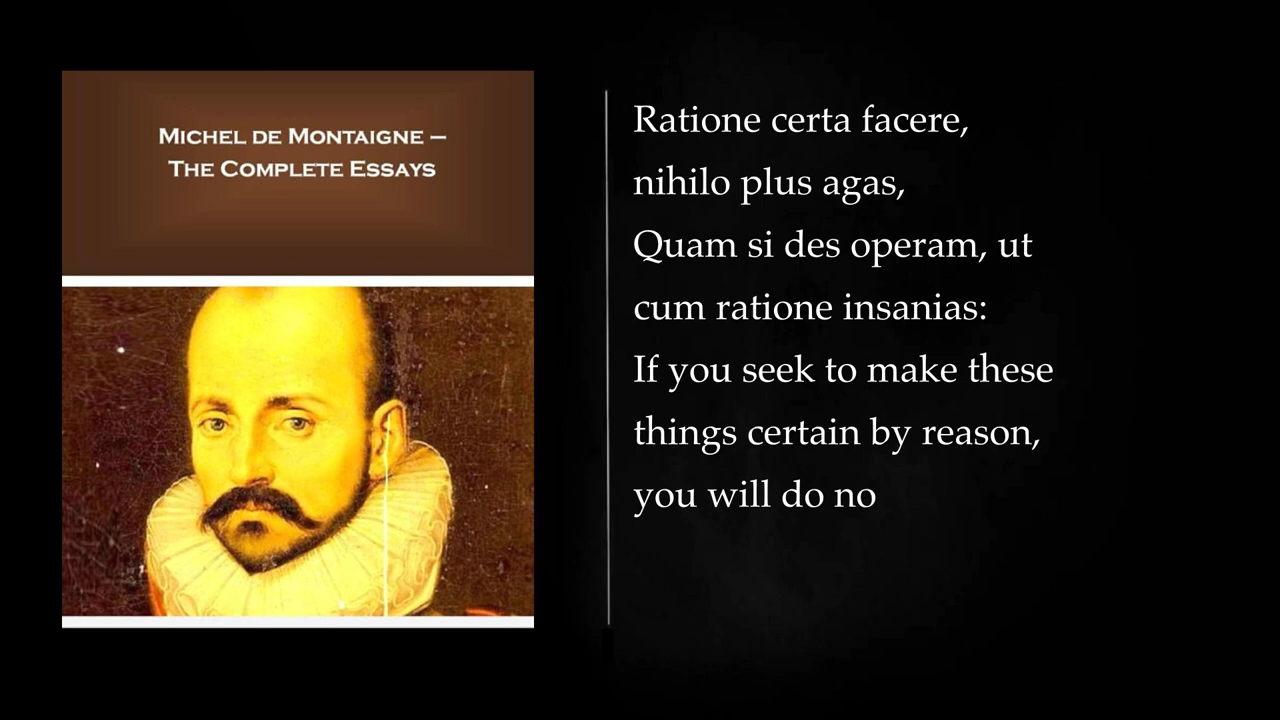 MICHEL DE MONTAIGNE –
THE COMPLETE ESSAYS
Ratione certa facere,
nihilo plus agas,
Quam si des operam, ut
cum ratione insanias:
If you seek to make these
things certain by reason,
you will do no